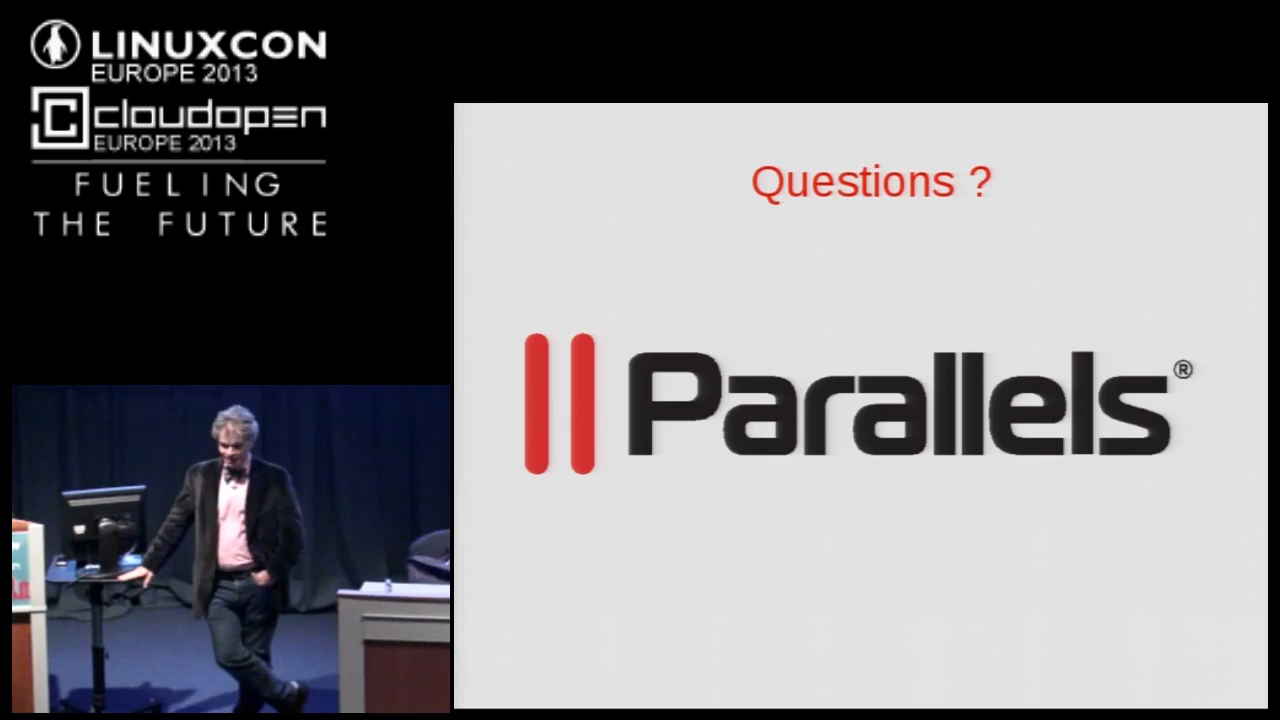 LINUXCON
EUROPE 2013
cloudopen
EUROPE 2013
FUELING
THE FUTURE
Questions ?
Parallels®